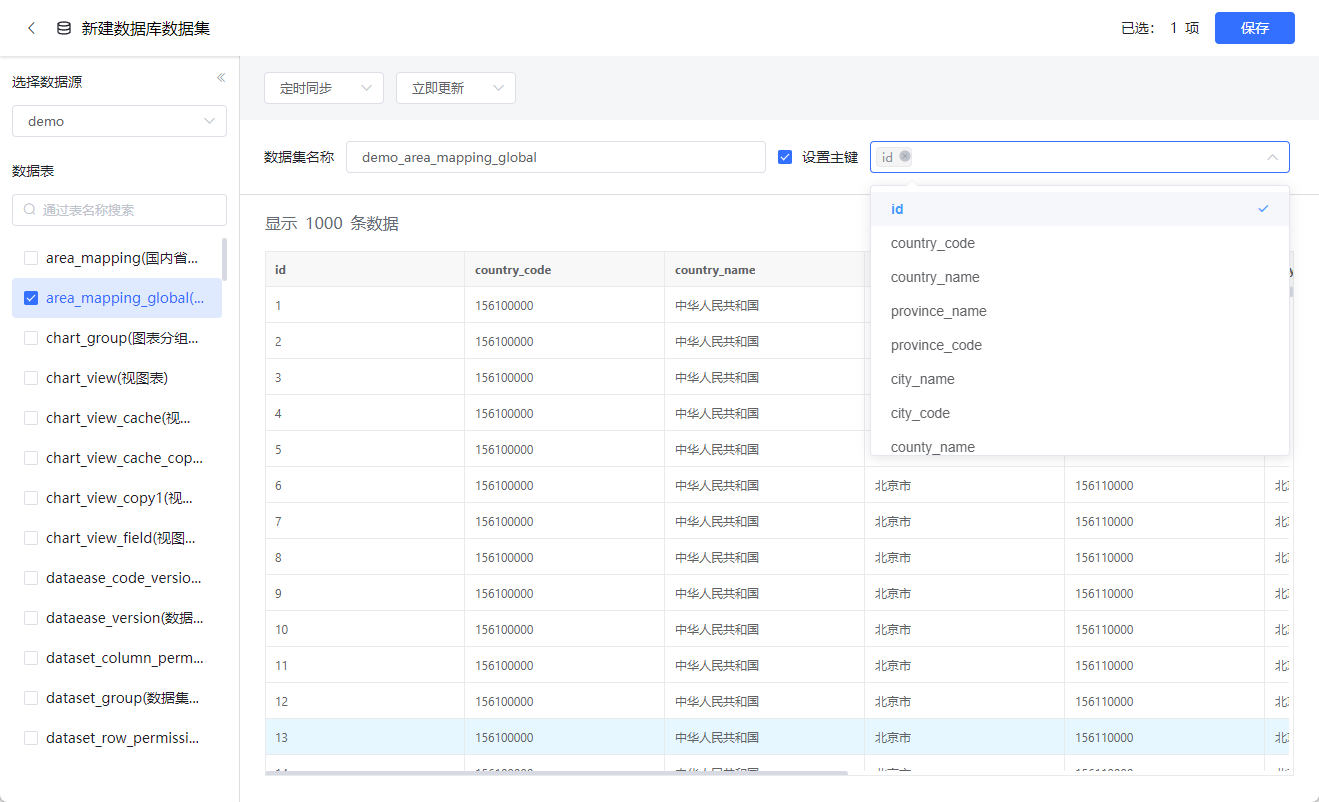 新建数据库数据集
已选： 1 项
保存
选择数据源
demo
数据表
通过表名称搜索
area_mapping(国内省...
area_mapping_global(...
chart_group(图表分组...
chart_view(视图表)
chart_view_cache(视...
chart_view_cache_cop...
chart_view_copy1(视...
chart_view_field(视图...
dataease_code_versio...
dataease_version(数据...
dataset_column_perm...
dataset_group(数据集...
dataset_row_permissi...
定时同步
立即更新
数据集名称
demo_area_mapping_global
设置主键
id
id
country_code
country_name
province_name
province_code
city_name
city_code
county_name
显示 1000 条数据
id country_code country_name
1 156100000 中华人民共和国
2 156100000 中华人民共和国
3 156100000 中华人民共和国
4 156100000 中华人民共和国
5 156100000 中华人民共和国
6 156100000 中华人民共和国 北京市 156110000 北
7 156100000 中华人民共和国 北京市 156110000 北
8 156100000 中华人民共和国 北京市 156110000 北
9 156100000 中华人民共和国 北京市 156110000 北
10 156100000 中华人民共和国 北京市 156110000 北
11 156100000 中华人民共和国 北京市 156110000 北
12 156100000 中华人民共和国 北京市 156110000 北
13 156100000 中华人民共和国 北京市 156110000 北